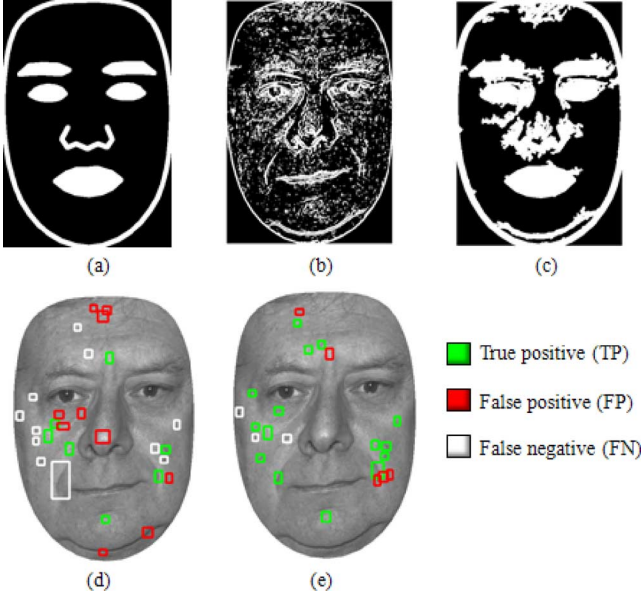 (a)
(b)
(c)
True positive (TP)
False positive (FP)
False negative (FN)
(d)
(e)